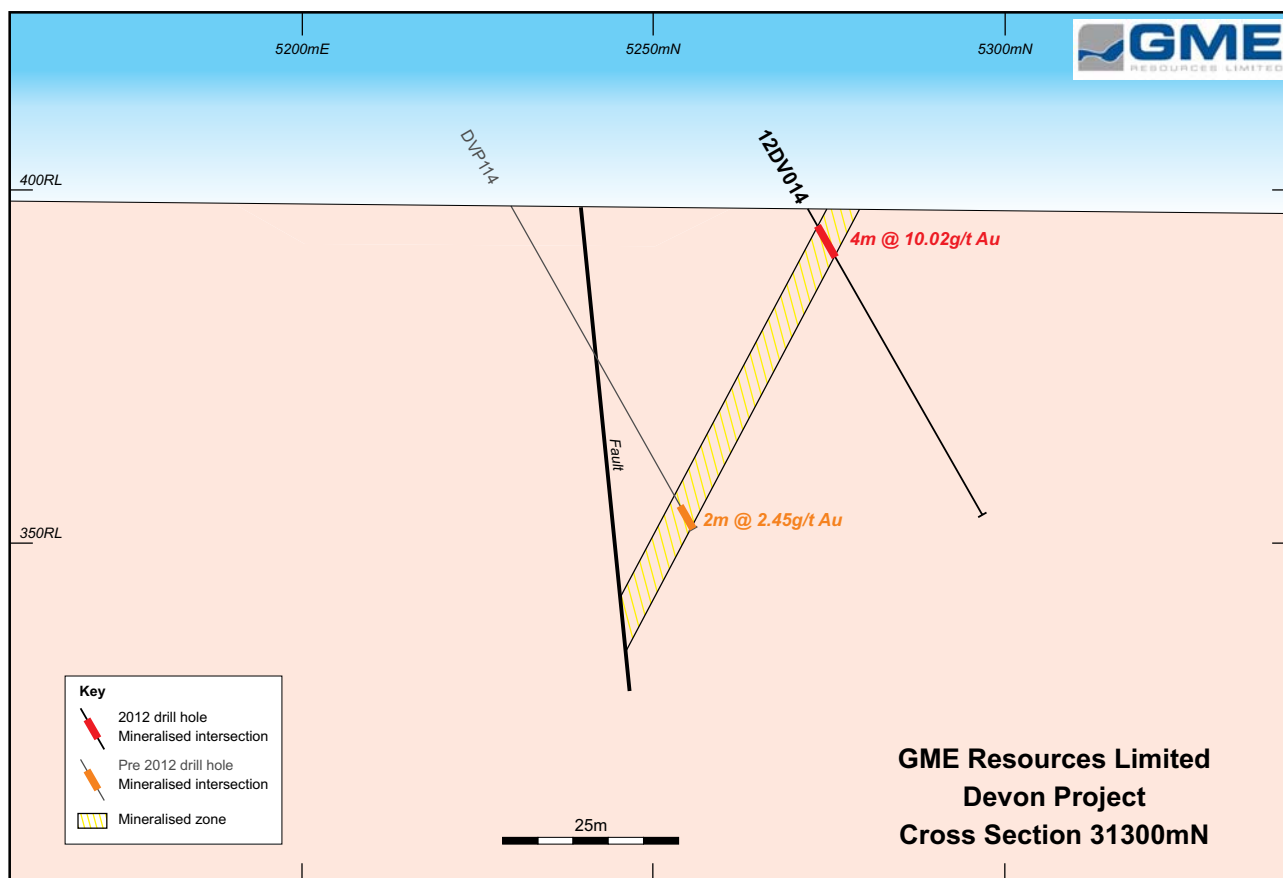 5200mE
5250mN
5300mN
GME
RESOURCES LIMITED
DVP114
12DV014
400RL
4m @ 10.02g/t Au
Fault
2m @ 2.45g/t Au
350RL
Key
2012 drill hole
Mineralised intersection
Pre 2012 drill hole
Mineralised intersection
Mineralised zone
25m
GME Resources Limited
Devon Project
Cross Section 31300mN